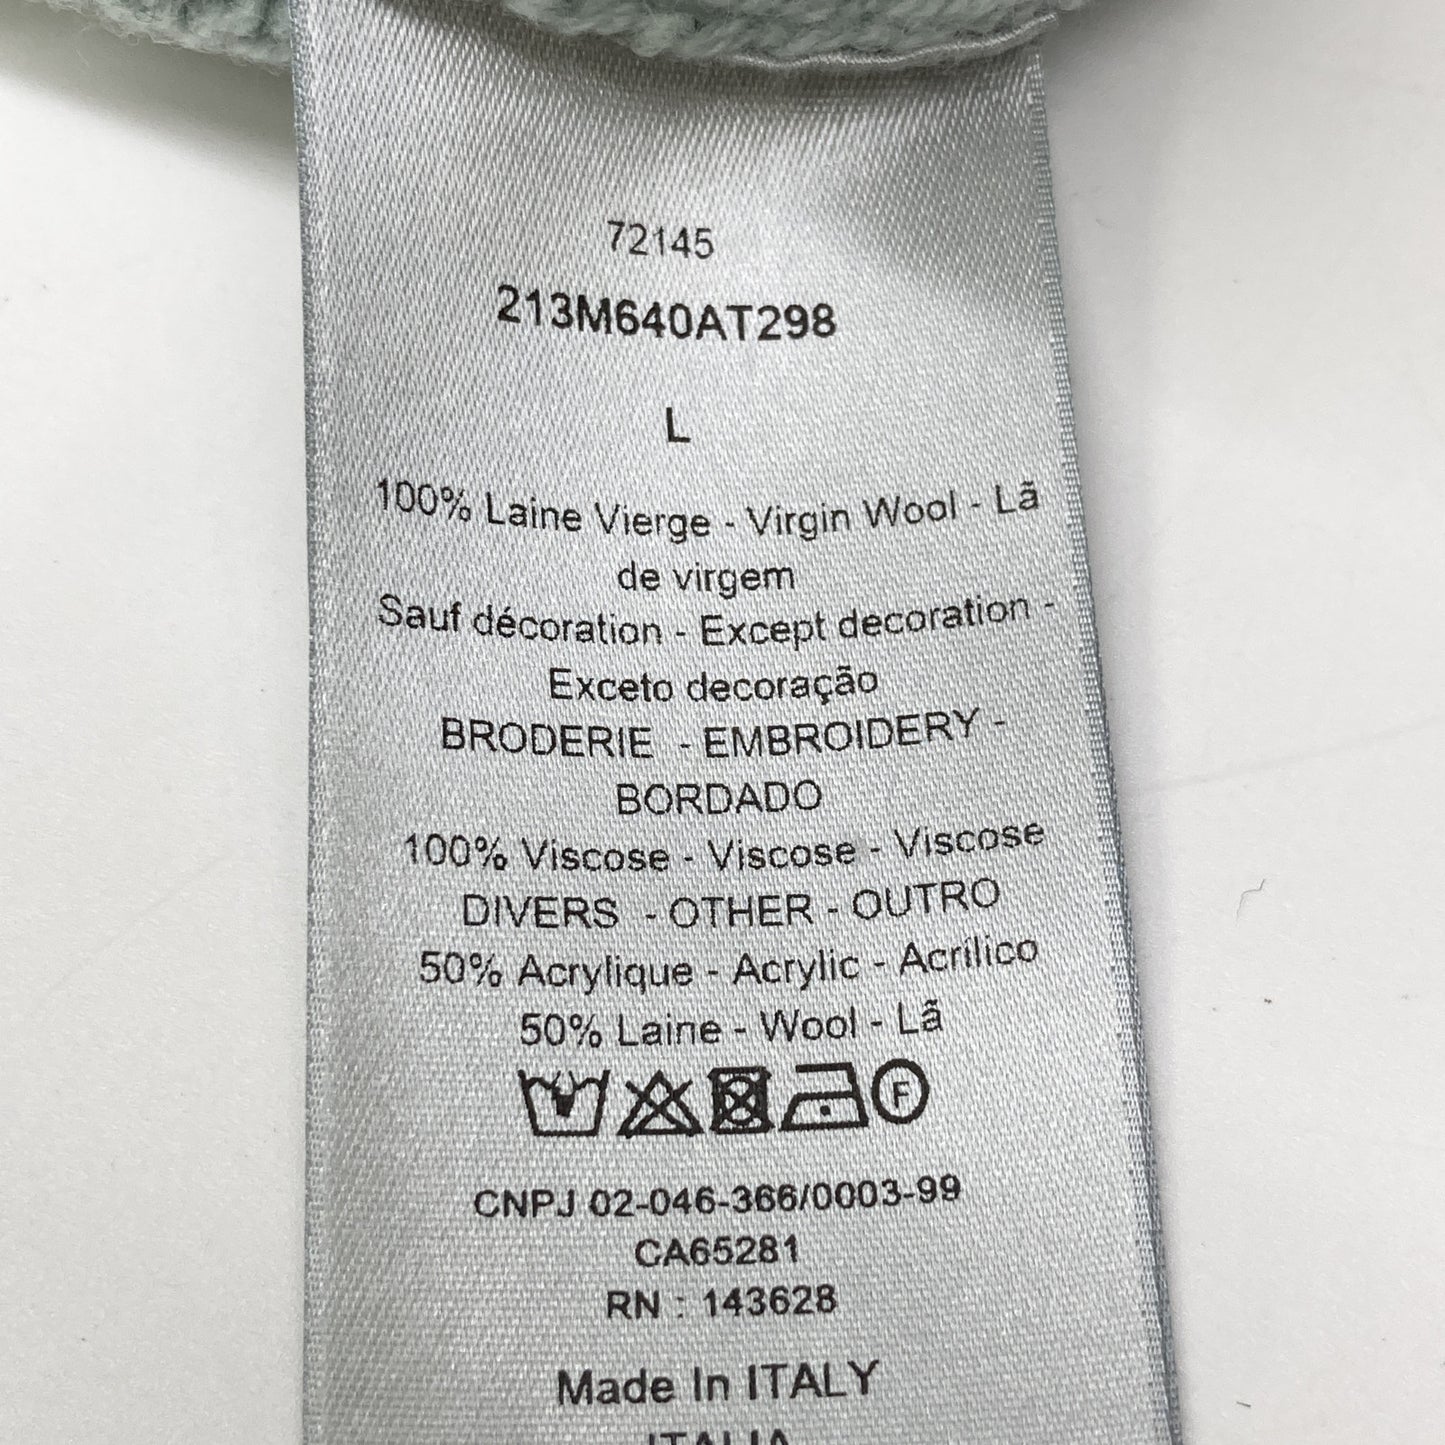 72145
213M640AT298
L
100% Laine Vierge - Virgin Wool - Lã
de virgem
Sauf décoration - Except decoration -
Exceto decoração
BRODERIE - EMBROIDERY -
BORDADO
100% Viscose - Viscose - Viscose
DIVERS - OTHER - OUTRO
50% Acrylique - Acrylic - Acrílico
50% Laine - Wool - Lã
F
CNPJ 02-046-366/0003-99
CA65281
RN : 143628
Made In ITALY
ITALIA